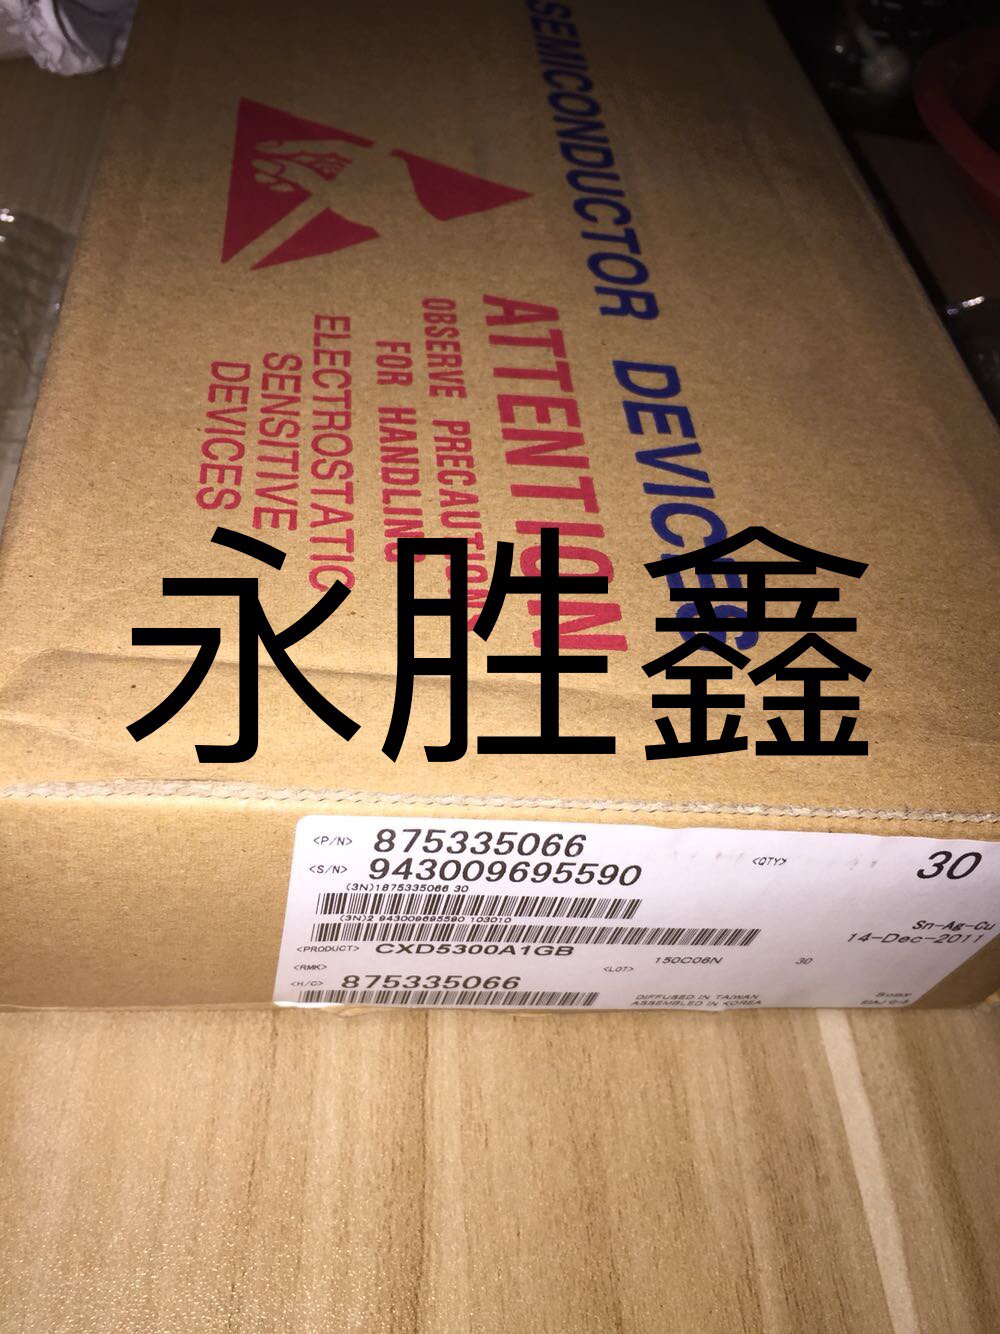 SEMICONDUCTOR DEVICES
ATTENTION
OBSERVE PRECAUTION
FOR HANDLING
ELECTROSTATIC
SENSITIVE
DEVICES
永胜鑫
<P/N> 875335066
<QTY> 30
<S/N> 943009695590
(3N)1875335066 30
(3N)2 943009695590 103010
Sn-Ag-Cu
14-Dec-2011
<PRODUCT> CXD5300A1GB
<RMK>
<LOT> 150C06N 30
<H/C> 875335066
DIFFUSED IN TAIWAN
ASSEMBLED IN KOREA
Sony